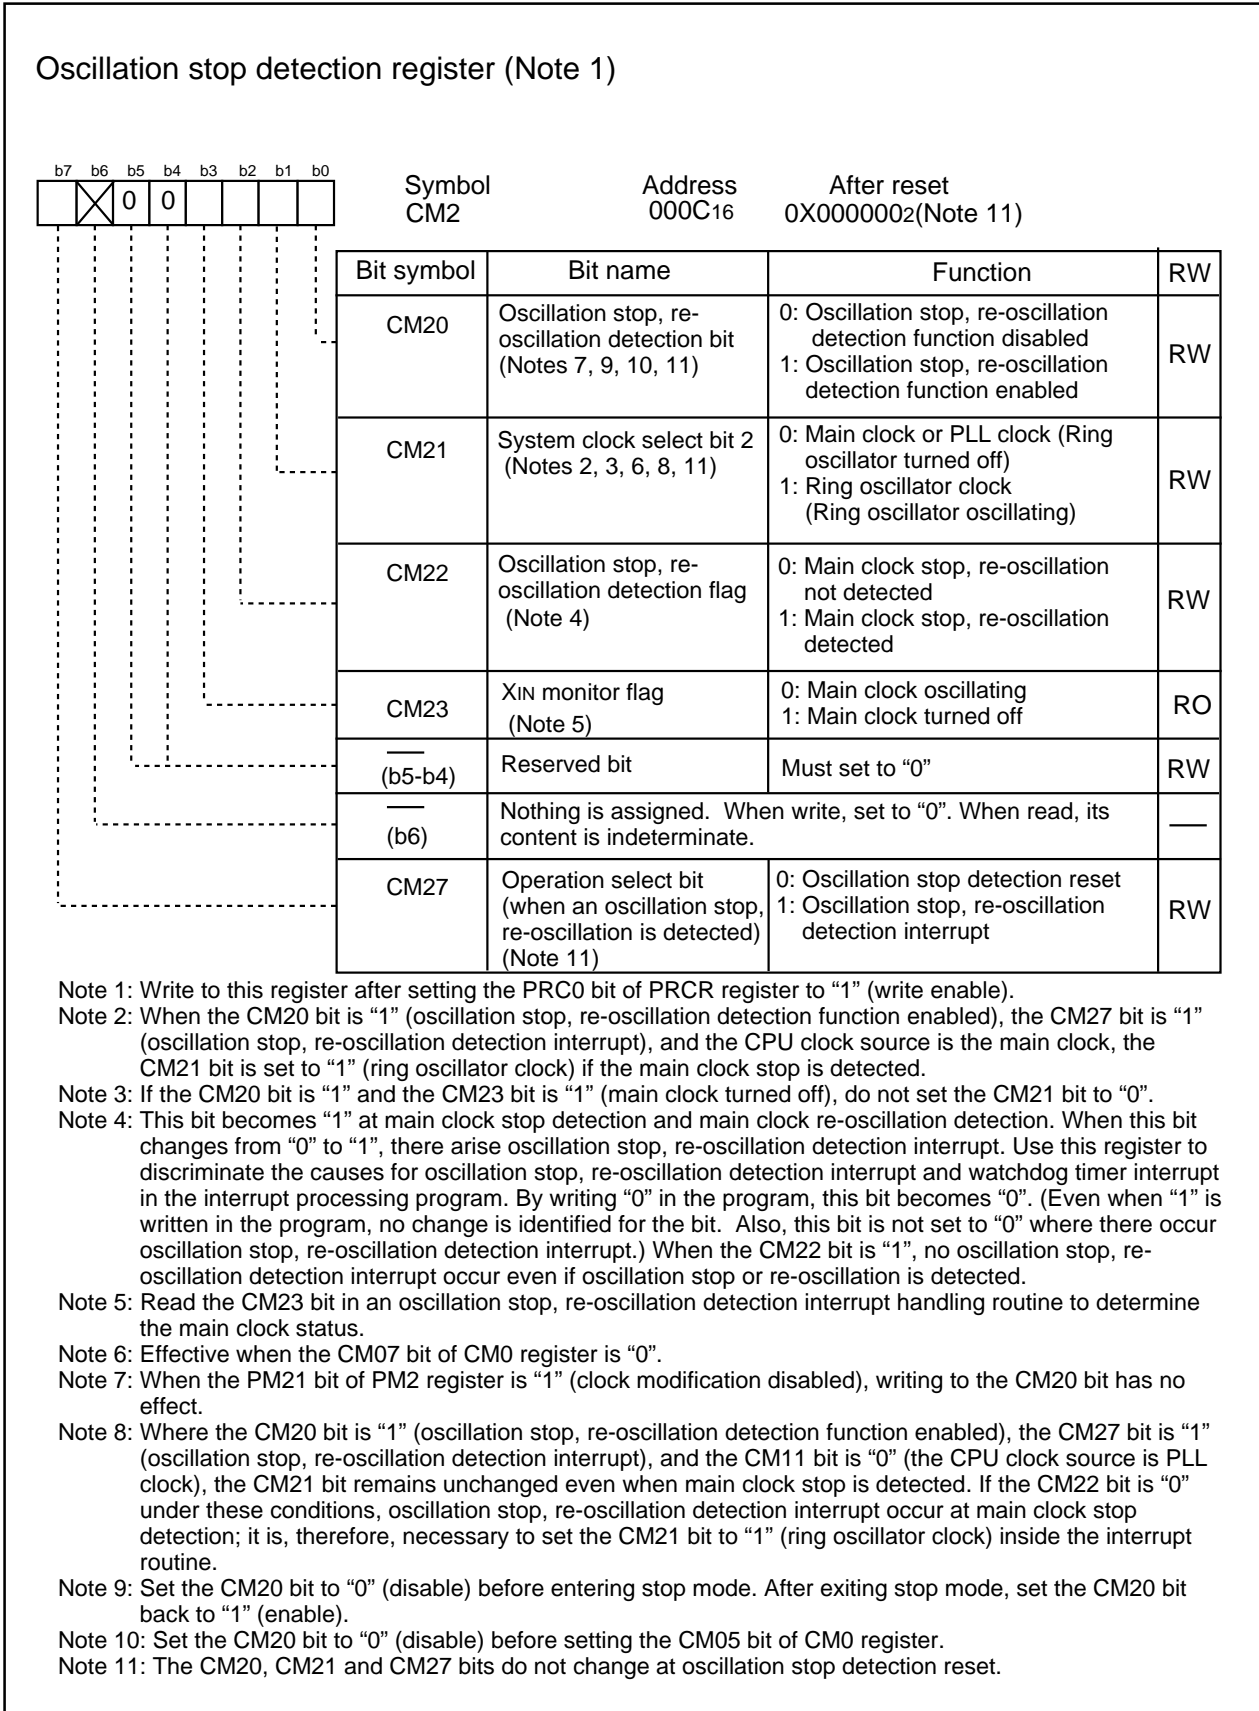 Oscillation stop detection register (Note 1)
b7 b6 b5 b4 b3 b2 b1 b0
0 0
Symbol Address After reset
CM2 000C16 0X0000002(Note 11)
Bit symbol Bit name Function RW
CM20
Oscillation stop, re-
oscillation detection bit
(Notes 7, 9, 10, 11)
0: Oscillation stop, re-oscillation
detection function disabled
1: Oscillation stop, re-oscillation
detection function enabled
RW
CM21
System clock select bit 2
(Notes 2, 3, 6, 8, 11)
0: Main clock or PLL clock (Ring
oscillator turned off)
1: Ring oscillator clock
(Ring oscillator oscillating)
RW
CM22
Oscillation stop, re-
oscillation detection flag
(Note 4)
0: Main clock stop, re-oscillation
not detected
1: Main clock stop, re-oscillation
detected
RW
CM23
XIN monitor flag
(Note 5)
0: Main clock oscillating
1: Main clock turned off
RO
(b5-b4)
Reserved bit
Must set to “0”
RW
(b6)
Nothing is assigned. When write, set to “0”. When read, its
content is indeterminate.
CM27
Operation select bit
(when an oscillation stop,
re-oscillation is detected)
(Note 11)
0: Oscillation stop detection reset
1: Oscillation stop, re-oscillation
detection interrupt
RW
Note 1: Write to this register after setting the PRC0 bit of PRCR register to “1” (write enable).
Note 2: When the CM20 bit is “1” (oscillation stop, re-oscillation detection function enabled), the CM27 bit is “1”
(oscillation stop, re-oscillation detection interrupt), and the CPU clock source is the main clock, the
CM21 bit is set to “1” (ring oscillator clock) if the main clock stop is detected.
Note 3: If the CM20 bit is “1” and the CM23 bit is “1” (main clock turned off), do not set the CM21 bit to “0”.
Note 4: This bit becomes “1” at main clock stop detection and main clock re-oscillation detection. When this bit
changes from “0” to “1”, there arise oscillation stop, re-oscillation detection interrupt. Use this register to
discriminate the causes for oscillation stop, re-oscillation detection interrupt and watchdog timer interrupt
in the interrupt processing program. By writing “0” in the program, this bit becomes “0”. (Even when “1” is
written in the program, no change is identified for the bit. Also, this bit is not set to “0” where there occur
oscillation stop, re-oscillation detection interrupt.) When the CM22 bit is “1”, no oscillation stop, re-
oscillation detection interrupt occur even if oscillation stop or re-oscillation is detected.
Note 5: Read the CM23 bit in an oscillation stop, re-oscillation detection interrupt handling routine to determine
the main clock status.
Note 6: Effective when the CM07 bit of CM0 register is “0”.
Note 7: When the PM21 bit of PM2 register is “1” (clock modification disabled), writing to the CM20 bit has no
effect.
Note 8: Where the CM20 bit is “1” (oscillation stop, re-oscillation detection function enabled), the CM27 bit is “1”
(oscillation stop, re-oscillation detection interrupt), and the CM11 bit is “0” (the CPU clock source is PLL
clock), the CM21 bit remains unchanged even when main clock stop is detected. If the CM22 bit is “0”
under these conditions, oscillation stop, re-oscillation detection interrupt occur at main clock stop
detection; it is, therefore, necessary to set the CM21 bit to “1” (ring oscillator clock) inside the interrupt
routine.
Note 9: Set the CM20 bit to “0” (disable) before entering stop mode. After exiting stop mode, set the CM20 bit
back to “1” (enable).
Note 10: Set the CM20 bit to “0” (disable) before setting the CM05 bit of CM0 register.
Note 11: The CM20, CM21 and CM27 bits do not change at oscillation stop detection reset.